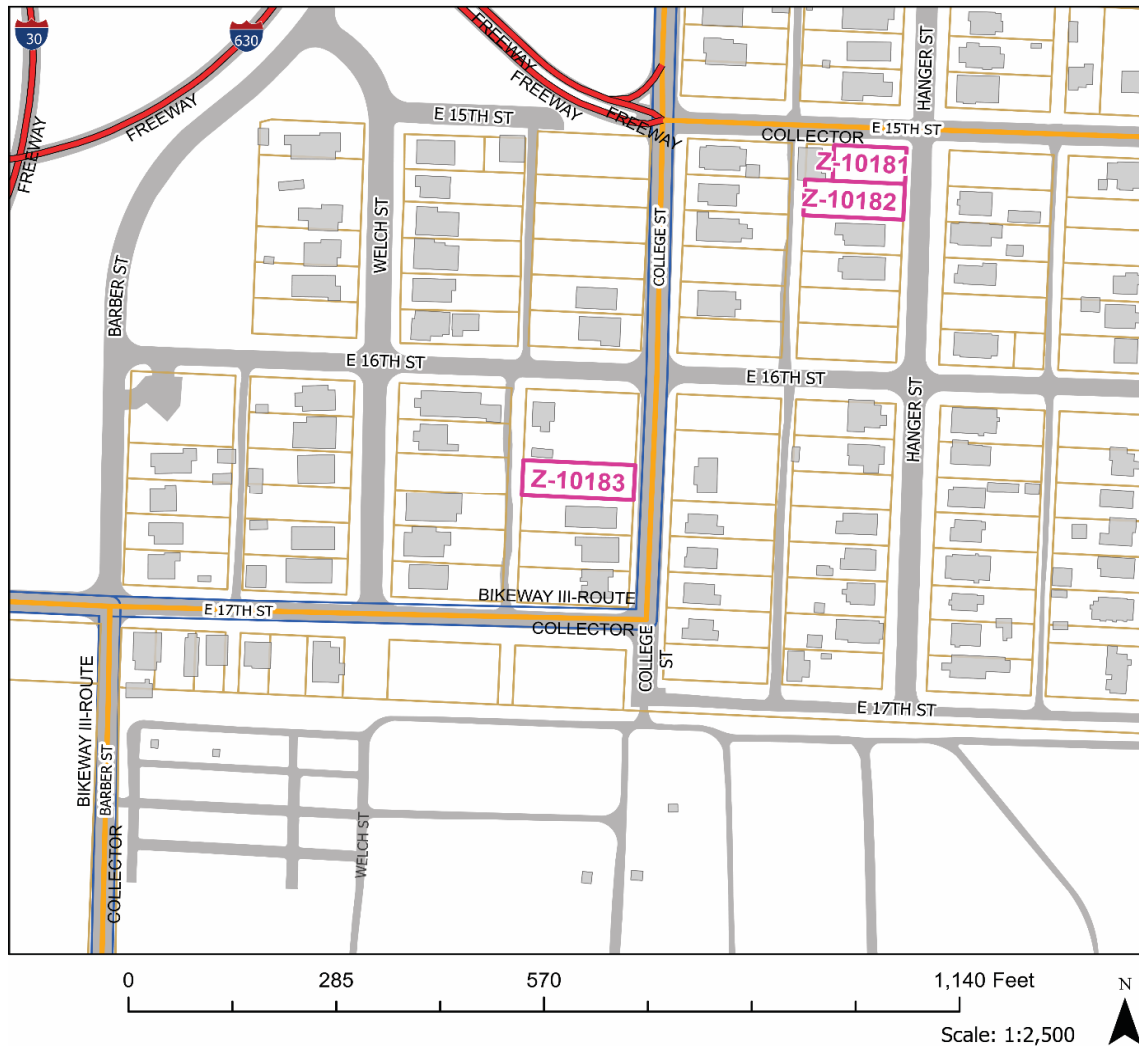 30
630
FREEWAY
FREEWAY
FREEWAY
FREEWAY
FREEWAY
E 15TH ST
COLLECTOR
E 15TH ST
HANGER ST
Z-10181
Z-10182
WELCH ST
COLLEGE ST
BARBER ST
E 16TH ST
E 16TH ST
HANGER ST
Z-10183
BIKEWAY III-ROUTE
E 17TH ST
COLLECTOR
COLLEGE
ST
BIKEWAY III-ROUTE
BARBER ST
COLLECTOR
E 17TH ST
WELCH ST
0
285
570
1,140 Feet
N
Scale: 1:2,500